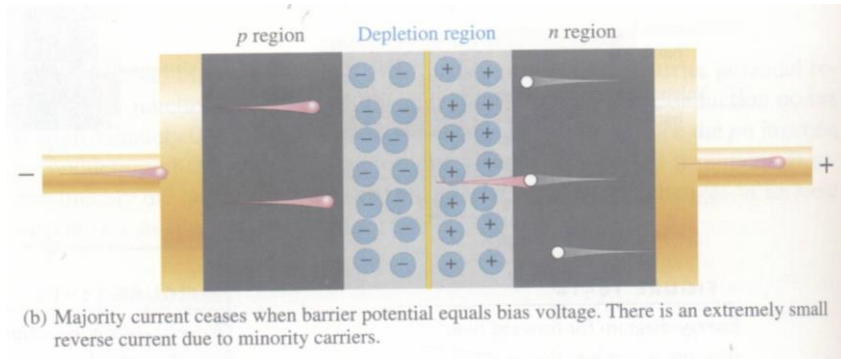 p region Depletion region n region
− +
(b) Majority current ceases when barrier potential equals bias voltage. There is an extremely small
reverse current due to minority carriers.